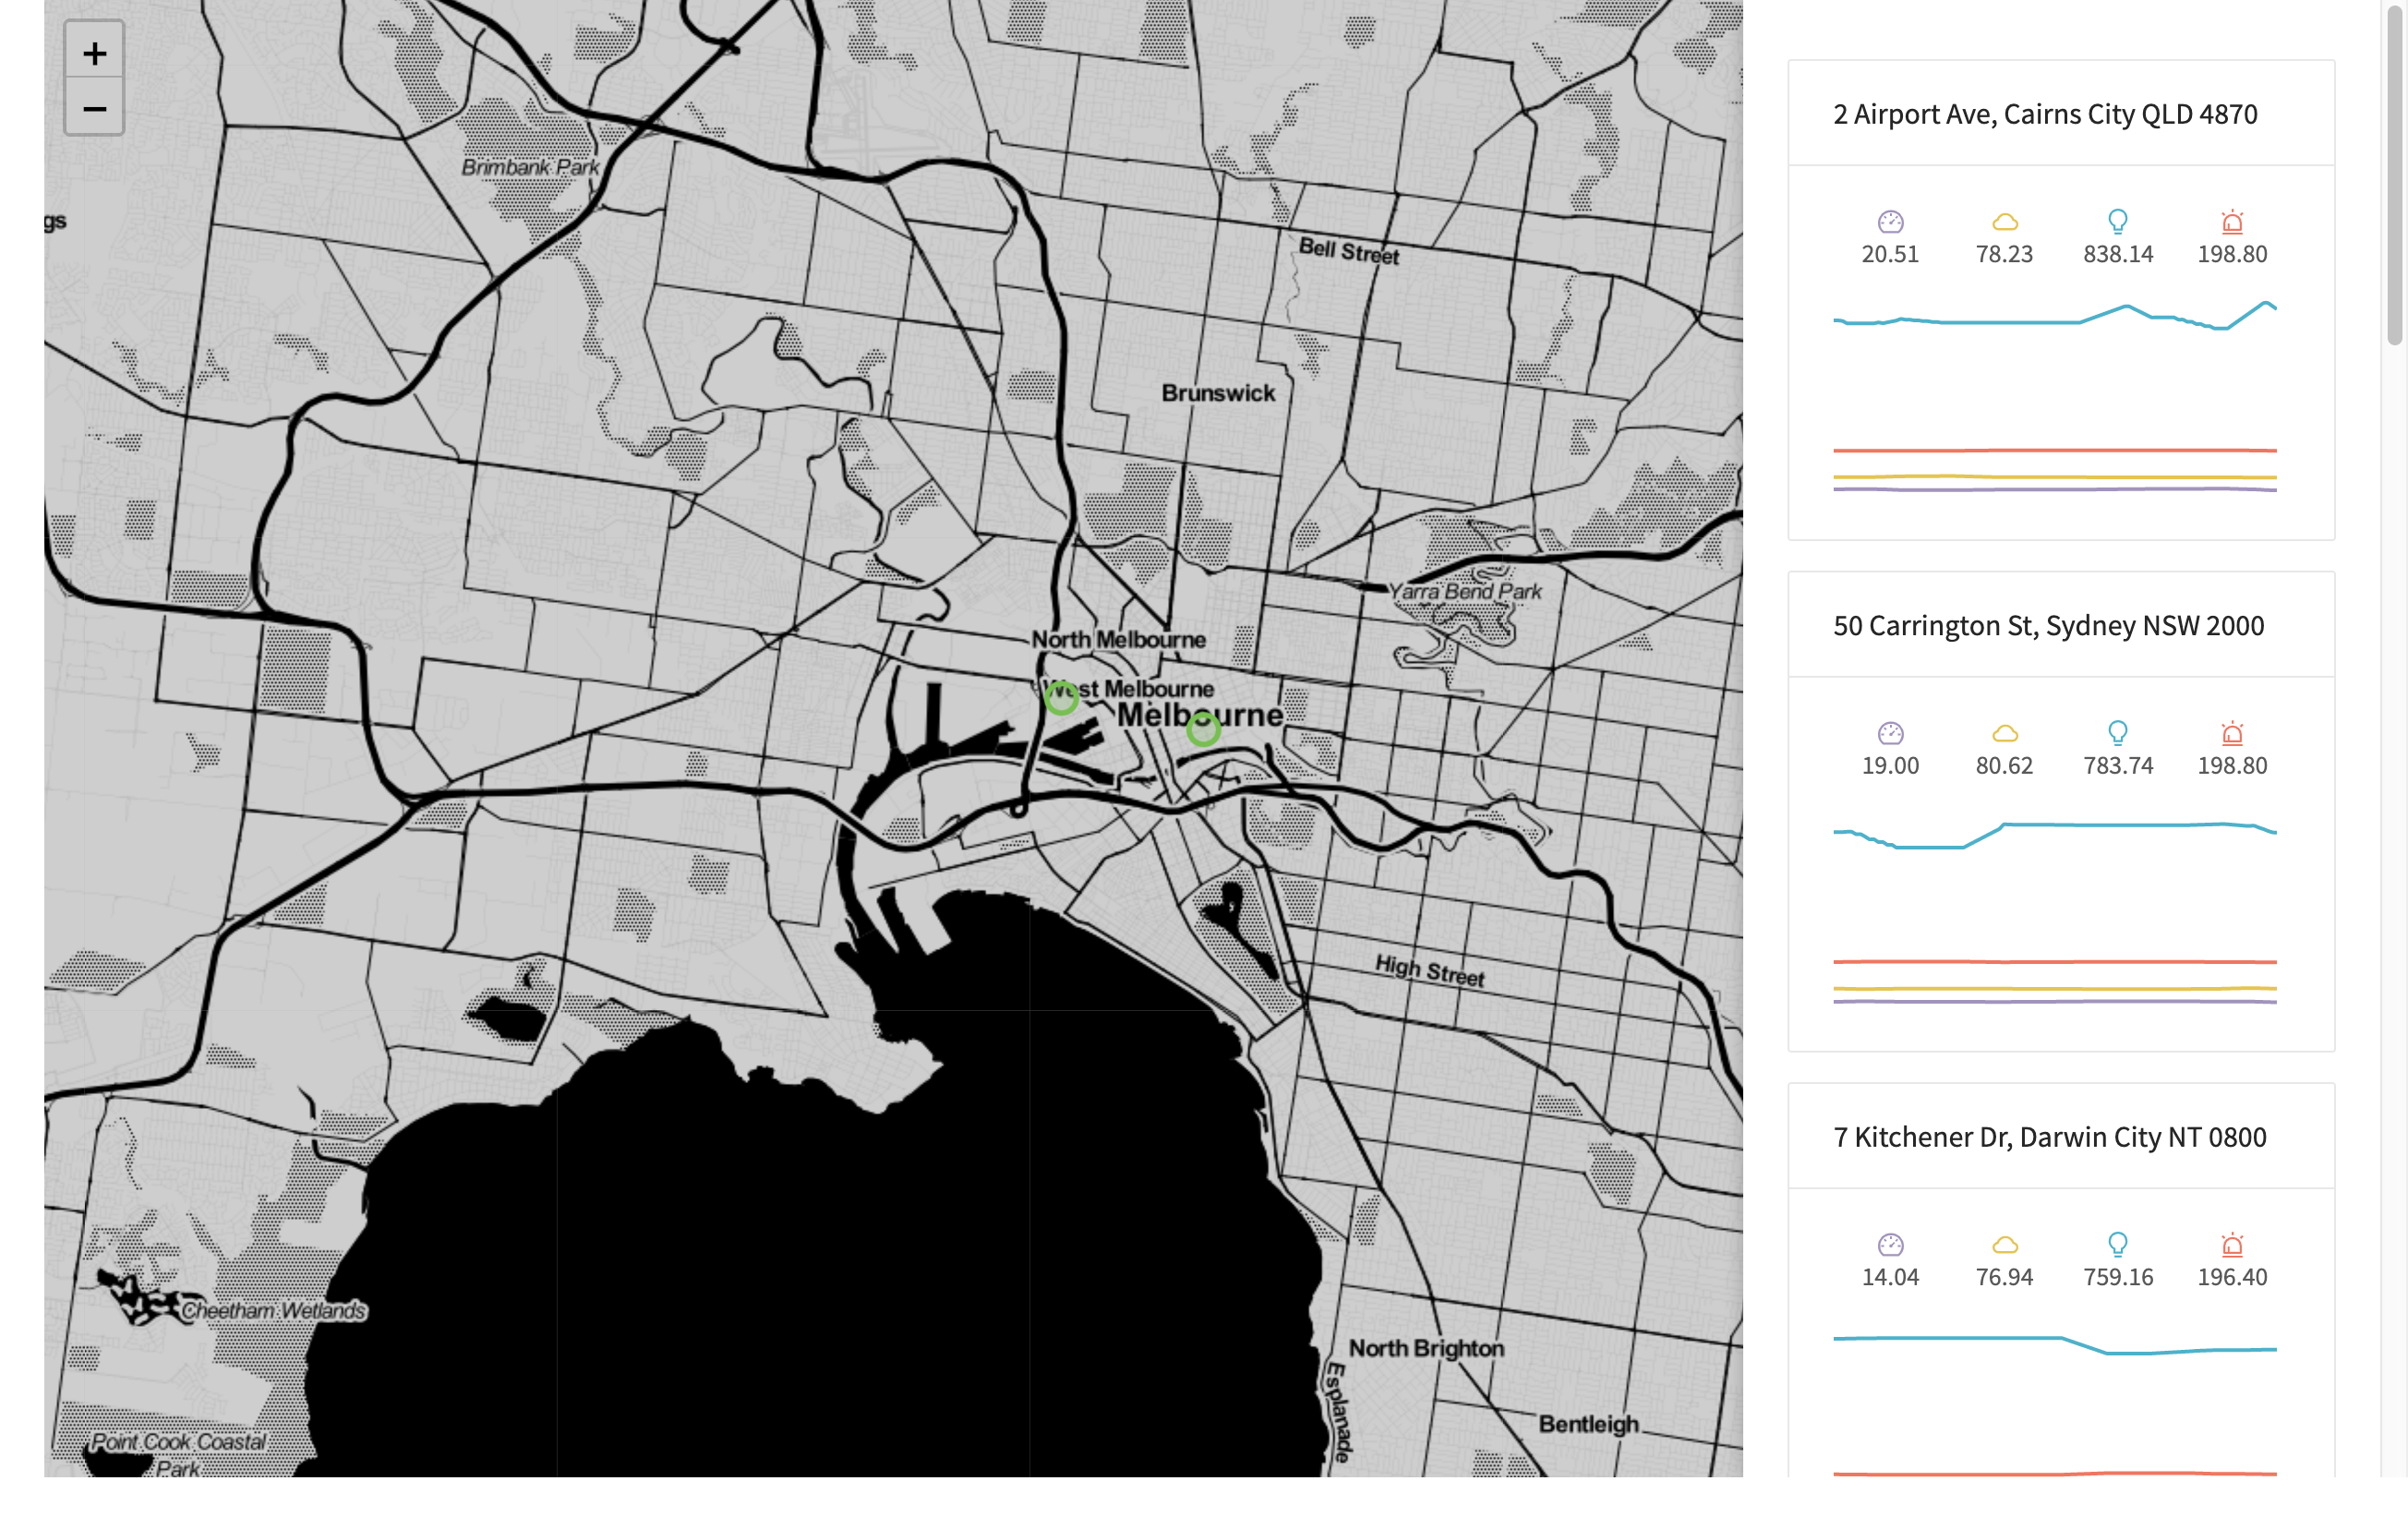 +
−
Brimbank Park
gs
Bell Street
Brunswick
Yarra Bend Park
North Melbourne
West Melbourne
Melbourne
High Street
Cheetham Wetlands
North Brighton
Esplanade
Bentleigh
Point Cook Coastal
Park
2 Airport Ave, Cairns City QLD 4870
20.51 78.23 838.14 198.80
50 Carrington St, Sydney NSW 2000
19.00 80.62 783.74 198.80
7 Kitchener Dr, Darwin City NT 0800
14.04 76.94 759.16 196.40